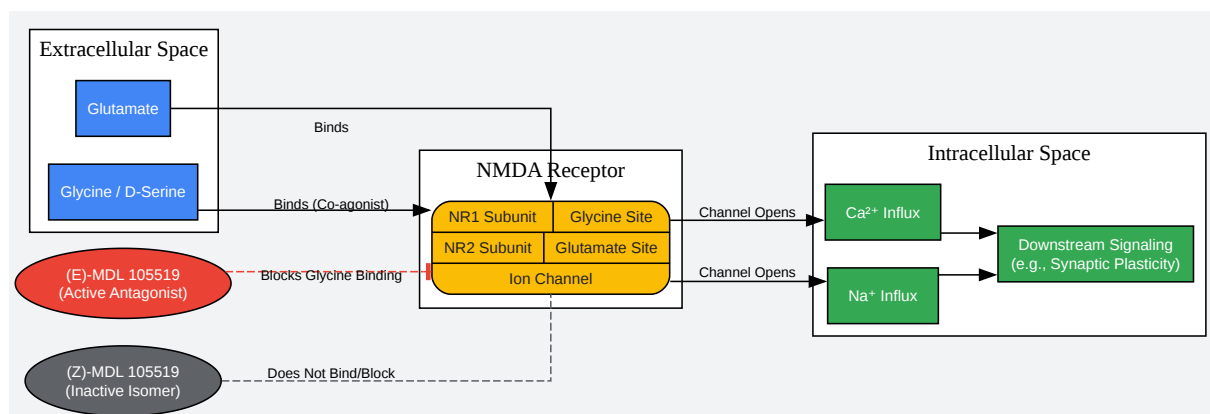 Extracellular Space
Glutamate
Binds
Glycine / D-Serine
Binds (Co-agonist)
NMDA Receptor
NR1 Subunit
Glycine Site
NR2 Subunit
Glutamate Site
Ion Channel
Channel Opens
Channel Opens
Intracellular Space
Ca²⁺ Influx
Na⁺ Influx
Downstream Signaling
(e.g., Synaptic Plasticity)
(E)-MDL 105519
(Active Antagonist)
Blocks Glycine Binding
(Z)-MDL 105519
(Inactive Isomer)
Does Not Bind/Block